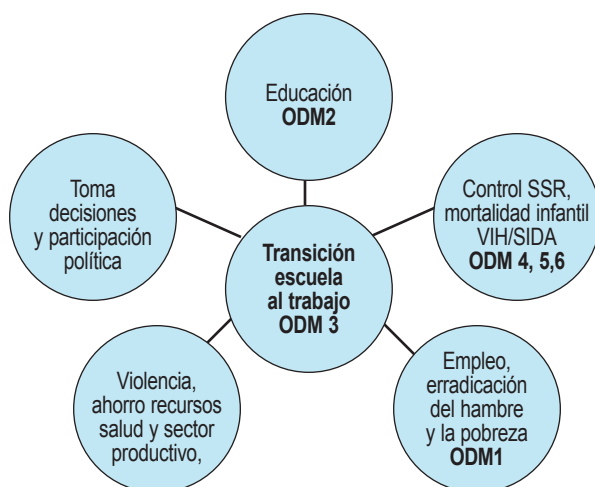 Educación
ODM2
Toma
decisiones
y participación
política
Control SSR,
mortalidad infantil
VIH/SIDA
ODM 4, 5,6
Transición
escuela
al trabajo
ODM 3
Violencia,
ahorro recursos
salud y sector
productivo,
Empleo,
erradicación
del hambre
y la pobreza
ODM1